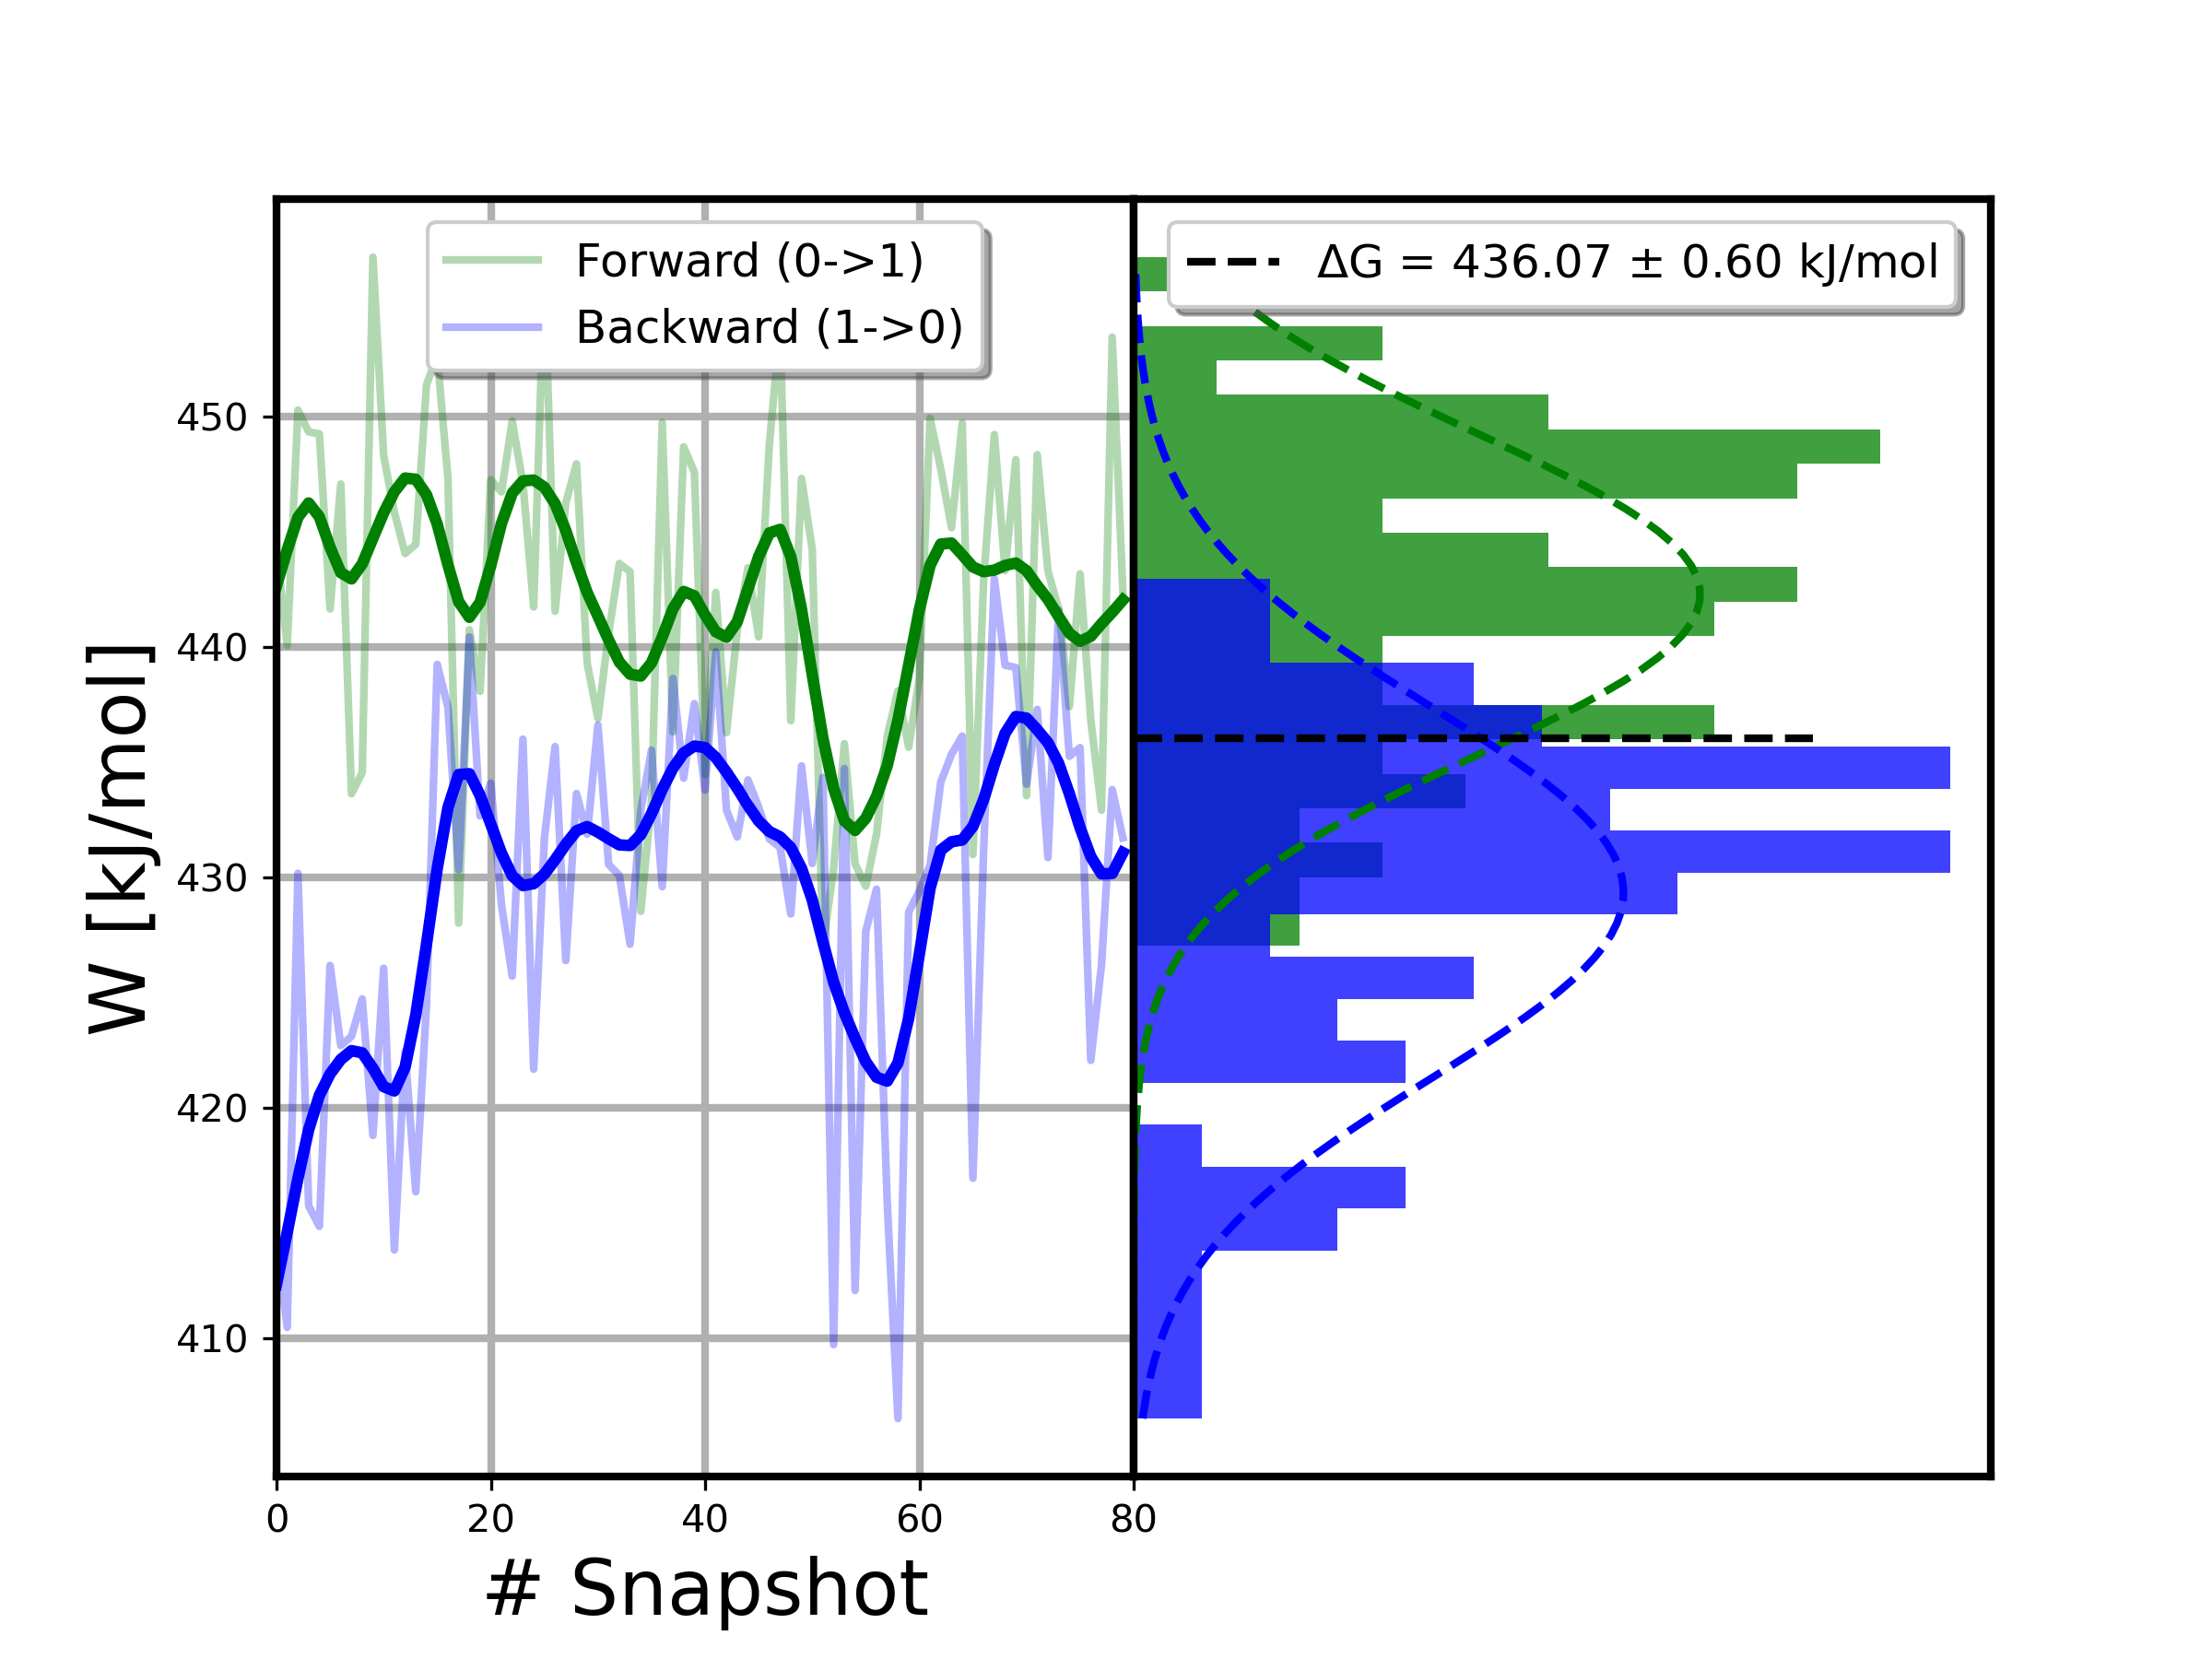 Forward (0->1)
Backward (1->0)
ΔG = 436.07 ± 0.60 kJ/mol
W [kJ/mol]
450
440
430
420
410
0 20 40 60 80
# Snapshot